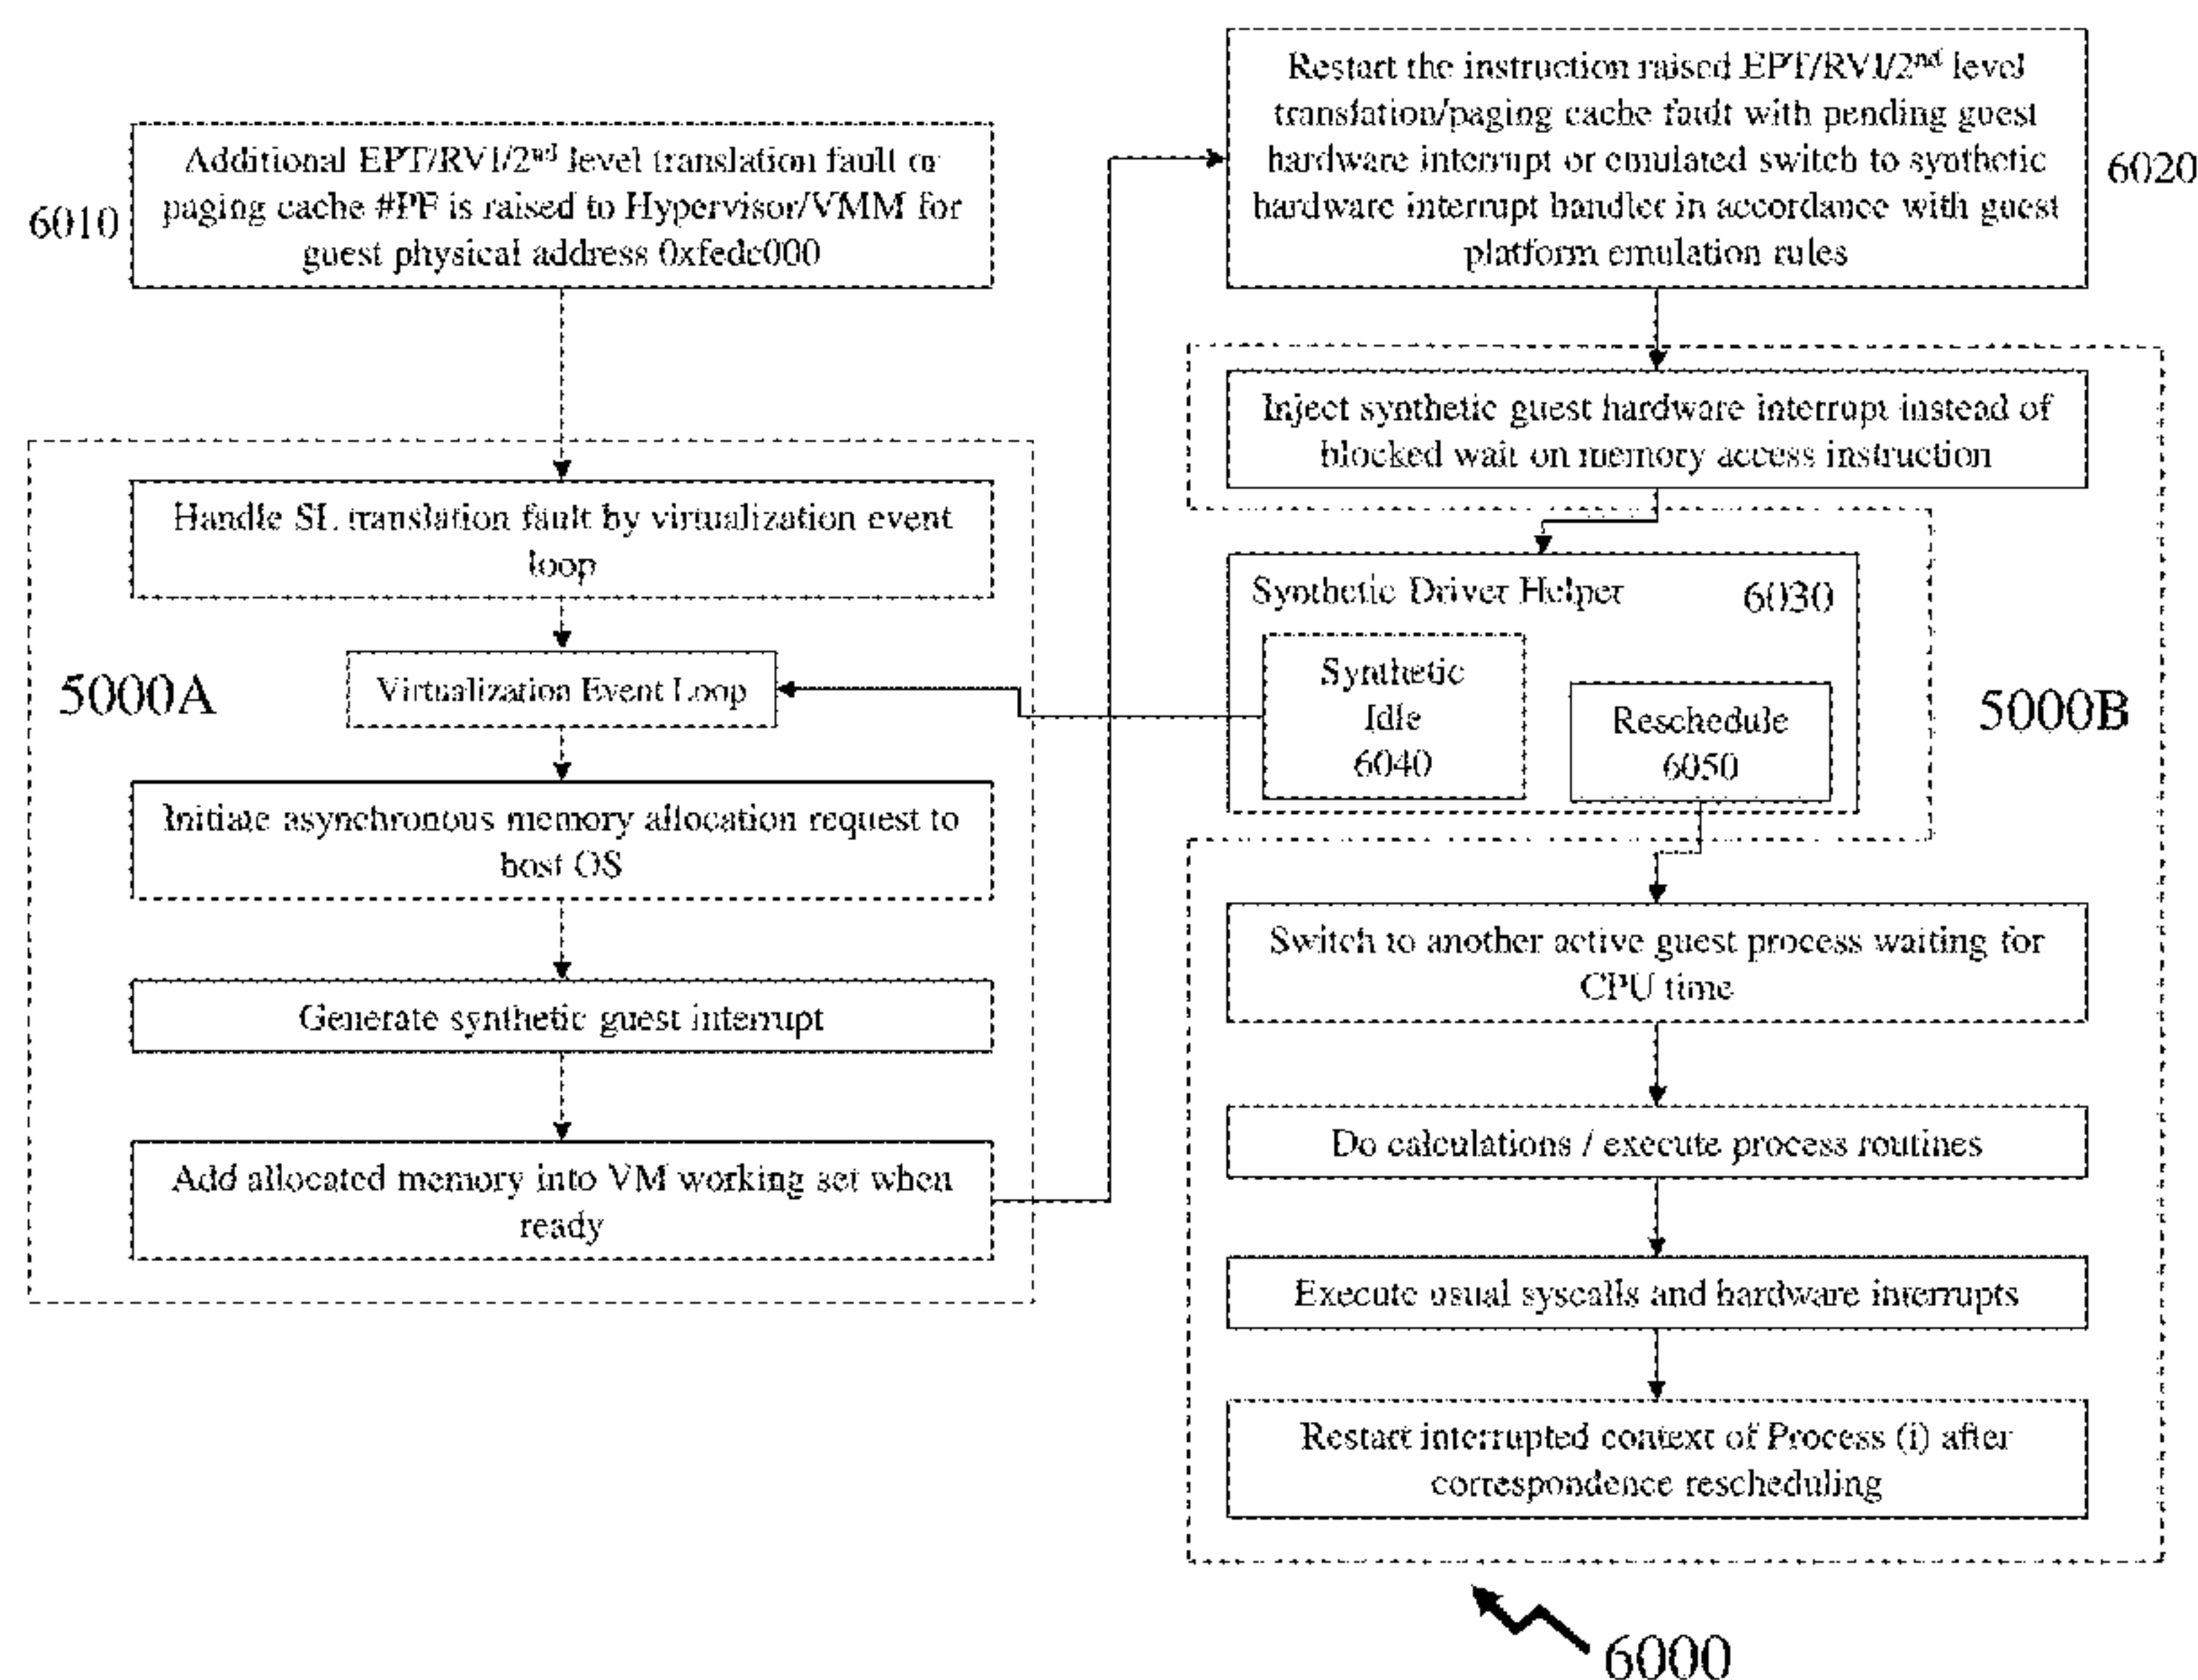 6010
Additional EPT/RVI/2nd level translation fault or
paging cache #PF is raised to Hypervisor/VMM for
guest physical address 0xfedc000
5000A
Handle SL translation fault by virtualization event
loop
Virtualization Event Loop
Initiate asynchronous memory allocation request to
host OS
Generate synthetic guest interrupt
Add allocated memory into VM working set when
ready
Restart the instruction raised EPT/RVI/2nd level
translation/paging cache fault with pending guest
hardware interrupt or emulated switch to synthetic
hardware interrupt handler in accordance with guest
platform emulation rules
6020
Inject synthetic guest hardware interrupt instead of
blocked wait on memory access instruction
Synthetic Driver Helper
6030
Synthetic
Idle
6040
Reschedule
6050
5000B
Switch to another active guest process waiting for
CPU time
Do calculations / execute process routines
Execute usual syscalls and hardware interrupts
Restart interrupted context of Process (i) after
correspondence rescheduling
6000